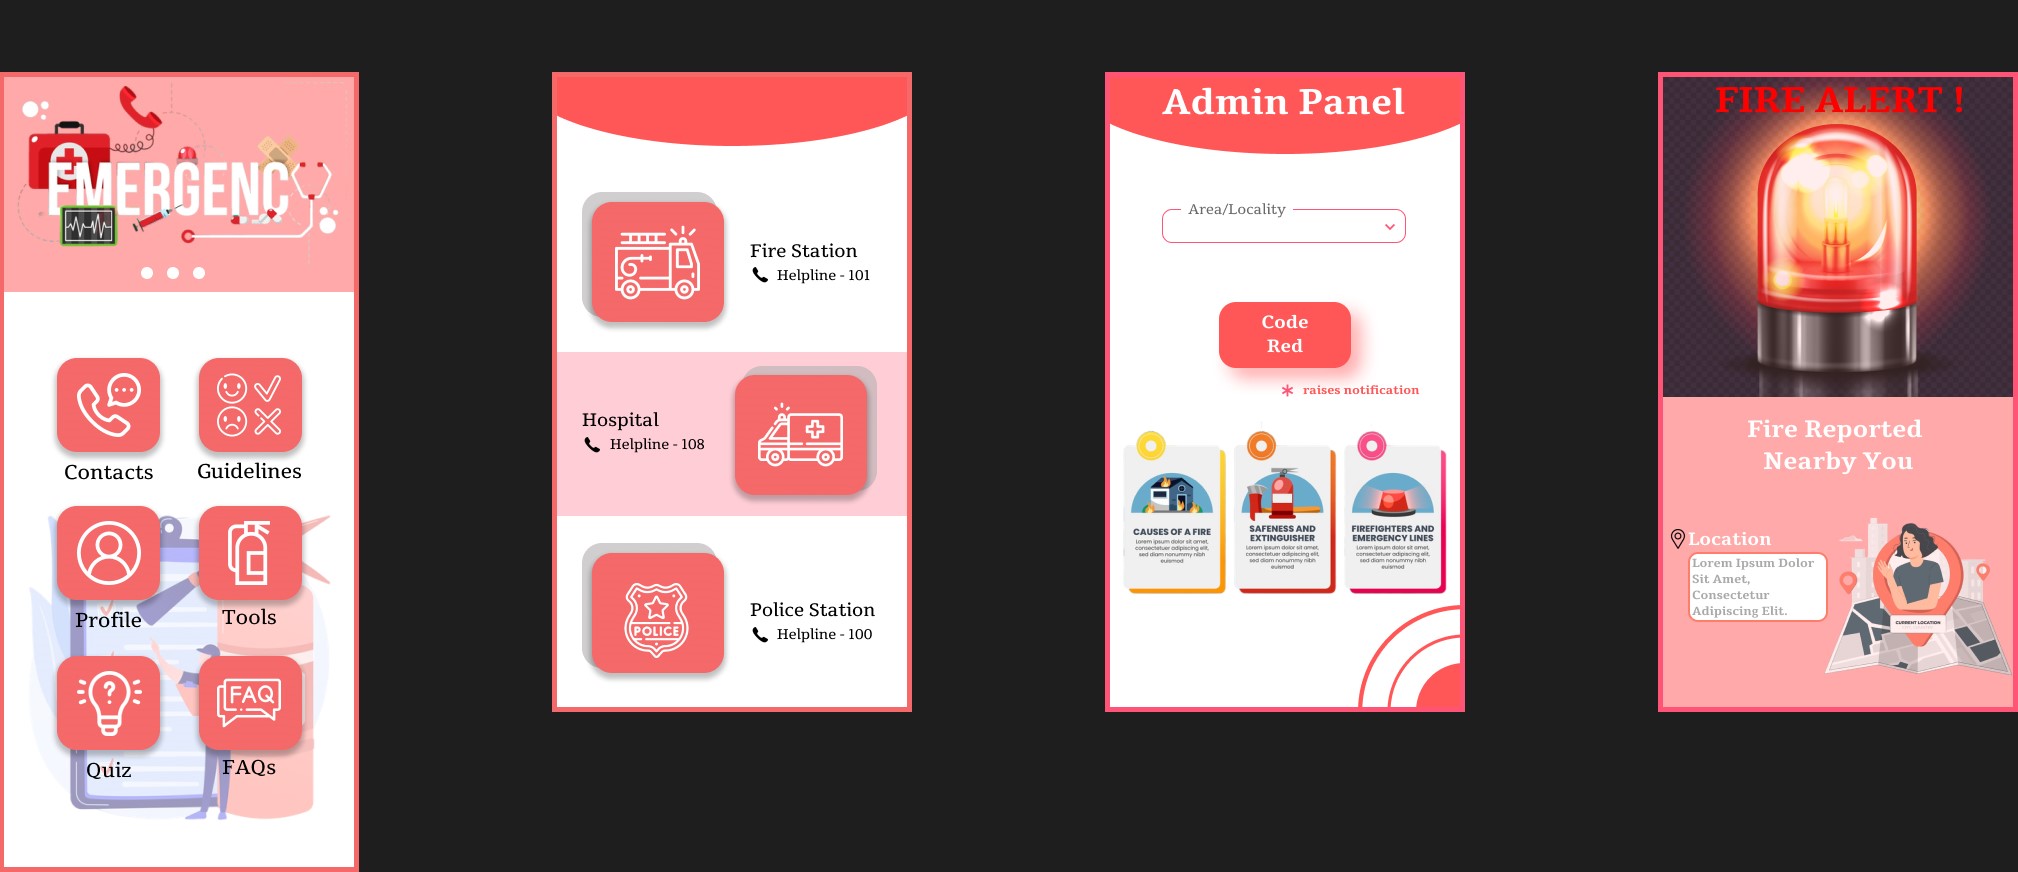 EMERGENC
Contacts
Guidelines
Profile
Tools
FAQ
Quiz
FAQs
Fire Station
Helpline - 101
Hospital
Helpline - 108
POLICE
Police Station
Helpline - 100
Admin Panel
Area/Locality
Code
Red
* raises notification
CAUSES OF A FIRE
Lorem ipsum dolor sit amet,
consectetuer adipiscing elit,
sed diam nonummy nibh
euismod
SAFENESS AND
EXTINGUISHER
Lorem ipsum dolor sit amet,
consectetuer adipiscing elit,
sed diam nonummy nibh
euismod
FIREFIGHTERS AND
EMERGENCY LINES
Lorem ipsum dolor sit amet,
consectetuer adipiscing elit,
sed diam nonummy nibh
euismod
FIRE ALERT !
Fire Reported
Nearby You
Location
Lorem Ipsum Dolor
Sit Amet,
Consectetur
Adipiscing Elit.
CURRENT LOCATION